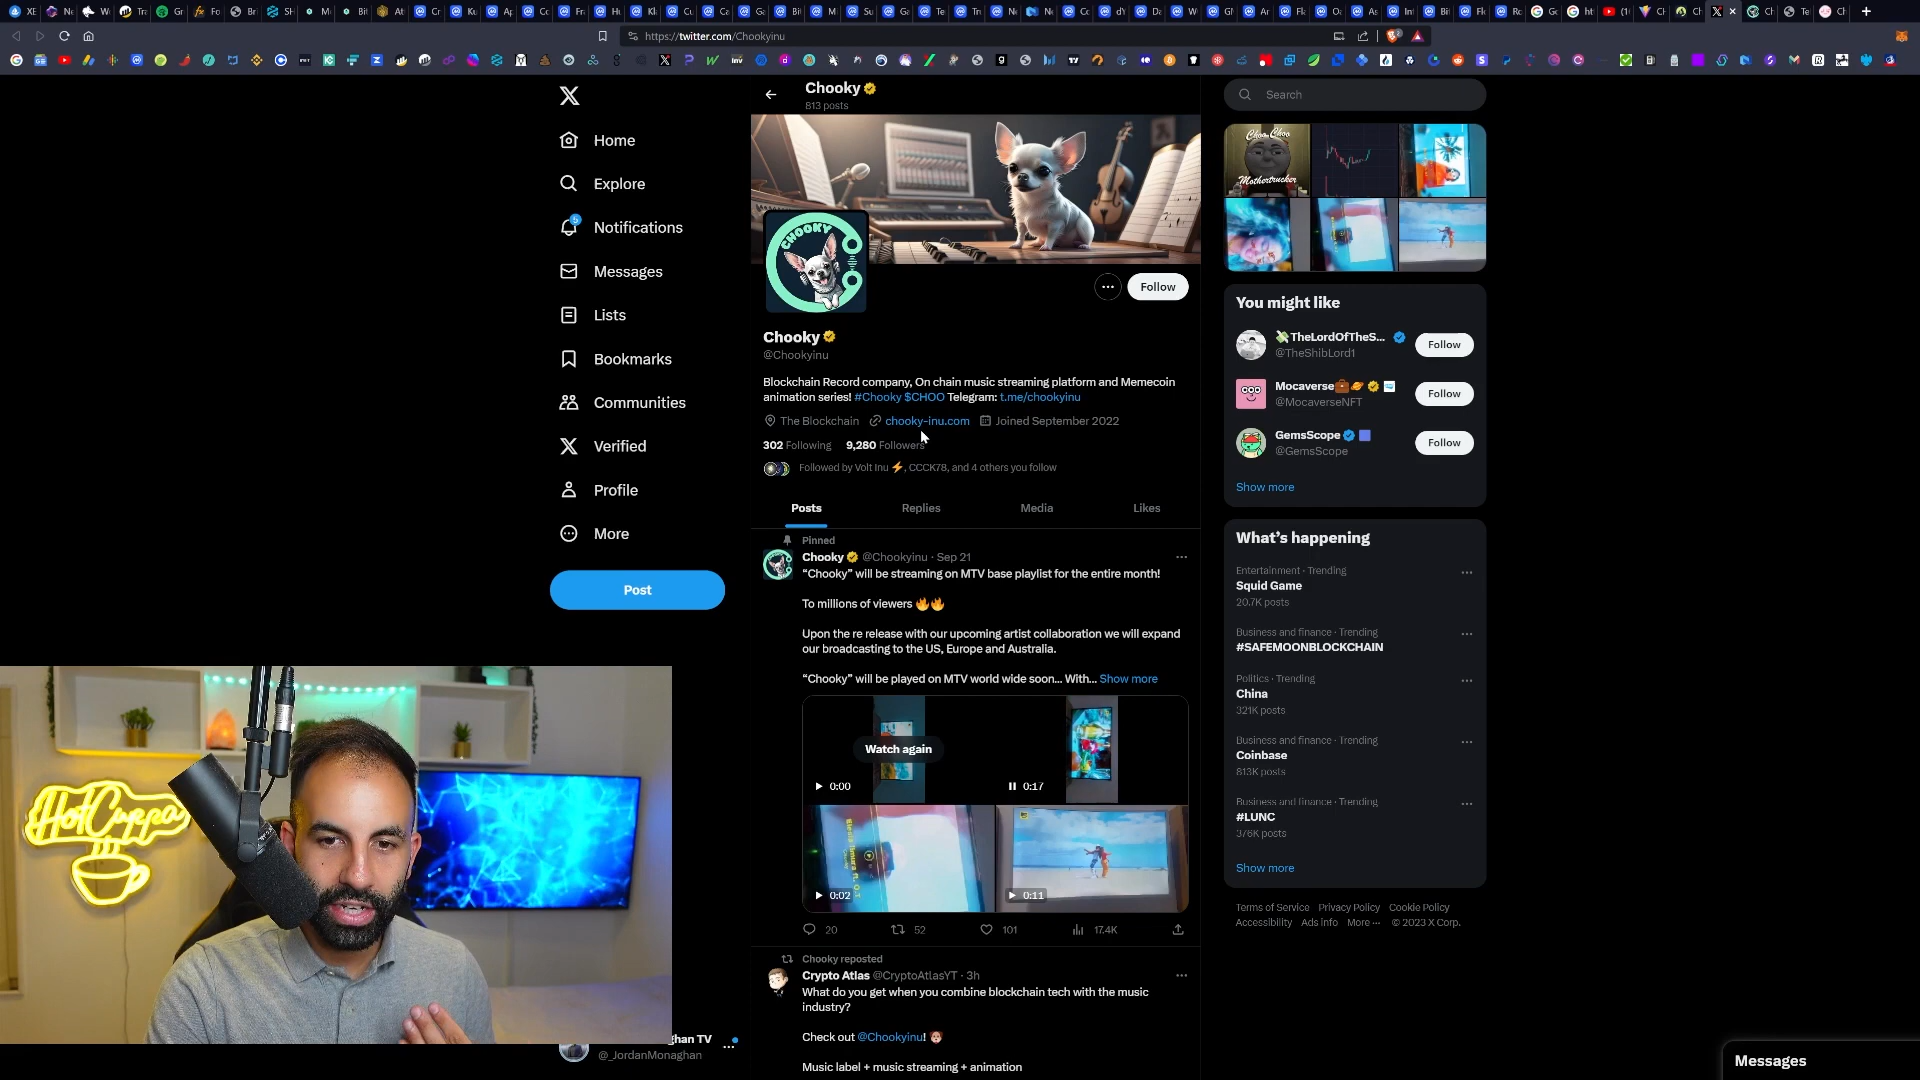 https://twitter.com/Chookyinu
Chooky
813 posts
Search
Home
Explore
5
Notifications
Messages
Lists
Bookmarks
Communities
Verified
Profile
More
Post
CHOOKY
Follow
Chooky
@Chookyinu
Blockchain Record company, On chain music streaming platform and Memecoin
animation series! #Chooky $CHOO Telegram: t.me/chookyinu
The Blockchain chooky-inu.com Joined September 2022
302 Following 9,280 Followers
Followed by Volt Inu ⚡, CCCK78, and 4 others you follow
Posts Replies Media Likes
Pinned
Chooky @Chookyinu · Sep 21
“Chooky” will be streaming on MTV base playlist for the entire month!
To millions of viewers 🔥🔥
Upon the re release with our upcoming artist collaboration we will expand
our broadcasting to the US, Europe and Australia.
“Chooky” will be played on MTV world wide soon... With... Show more
Watch again
0:00
0:17
0:02
0:11
20 52 101 17.4K
Chooky reposted
Crypto Atlas @CryptoAtlasYT · 3h
What do you get when you combine blockchain tech with the music
industry?
Check out @Chookyinu! 🐶
Music label + music streaming + animation
Choo Choo
Mothertrucker
You might like
💸TheLordOfTheS...
@TheShibLord1
Follow
Mocaverse
@MocaverseNFT
Follow
GemsScope
@GemsScope
Follow
Show more
What's happening
Entertainment · Trending
Squid Game
20.7K posts
Business and finance · Trending
#SAFEMOONBLOCKCHAIN
Politics · Trending
China
321K posts
Business and finance · Trending
Coinbase
813K posts
Business and finance · Trending
#LUNC
376K posts
Show more
Terms of Service Privacy Policy Cookie Policy
Accessibility Ads info More ··· © 2023 X Corp.
Messages
HotCuppa
ghan TV
@_JordanMonaghan